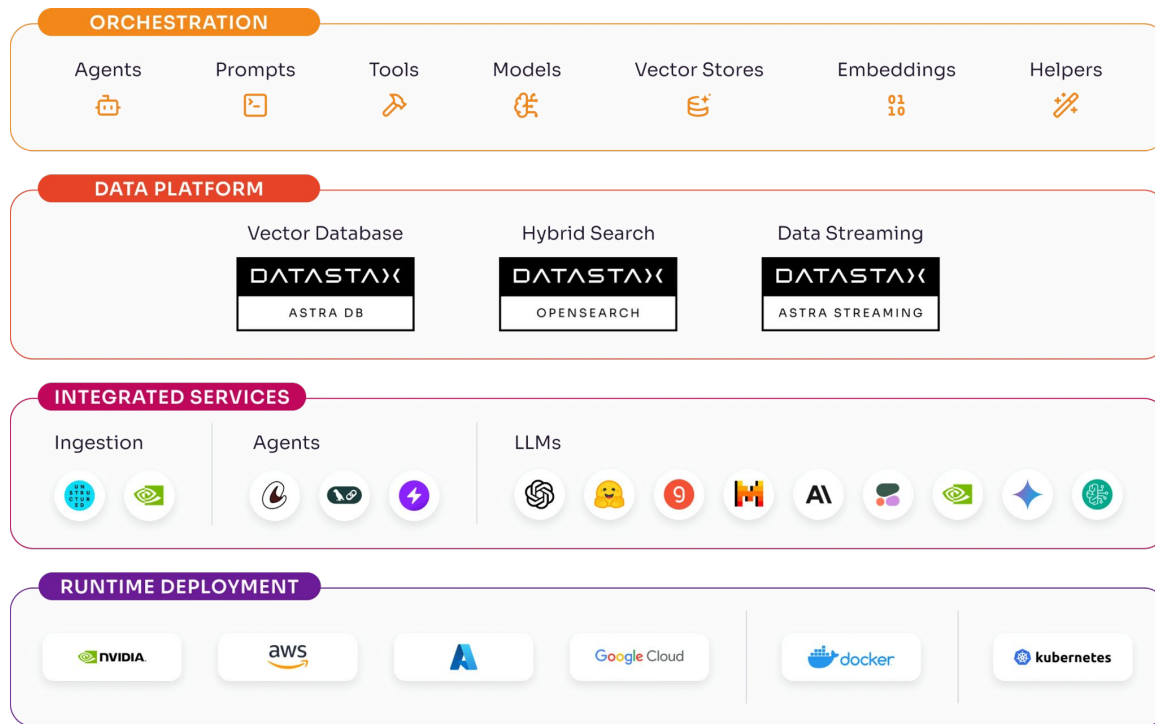 ORCHESTRATION
Agents Prompts Tools Models Vector Stores Embeddings Helpers
01
10
DATA PLATFORM
Vector Database Hybrid Search Data Streaming
DATASTAX DATASTAX DATASTAX
ASTRA DB OPENSEARCH ASTRA STREAMING
INTEGRATED SERVICES
Ingestion Agents LLMs
UN
STRU
CTUR
ED
g
AI
RUNTIME DEPLOYMENT
NVIDIA. aws Google Cloud docker kubernetes